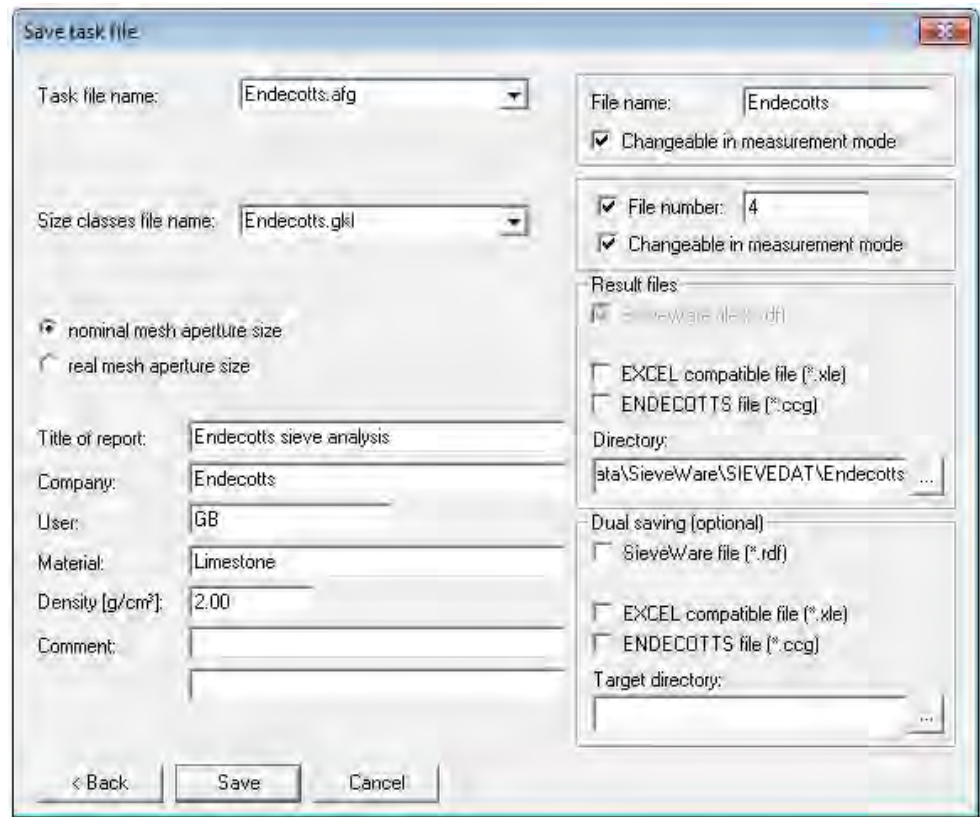 Save task file
Task file name:
Endecotts.afg
Size classes file name:
Endecotts.gkl
nominal mesh aperture size
real mesh aperture size
Title of report:
Endecotts sieve analysis
Company:
Endecotts
User:
GB
Material:
Limestone
Density [g/cm³]:
2.00
Comment:
< Back
Save
Cancel
File name:
Endecotts
Changeable in measurement mode
File number:
4
Changeable in measurement mode
Result files
SieveWare file (*.rdf)
EXCEL compatible file (*.xle)
ENDECOTTS file (*.ccg)
Directory:
ata\SieveWare\SIEVEDAT\Endecotts
...
Dual saving (optional)
SieveWare file (*.rdf)
EXCEL compatible file (*.xle)
ENDECOTTS file (*.ccg)
Target directory:
...